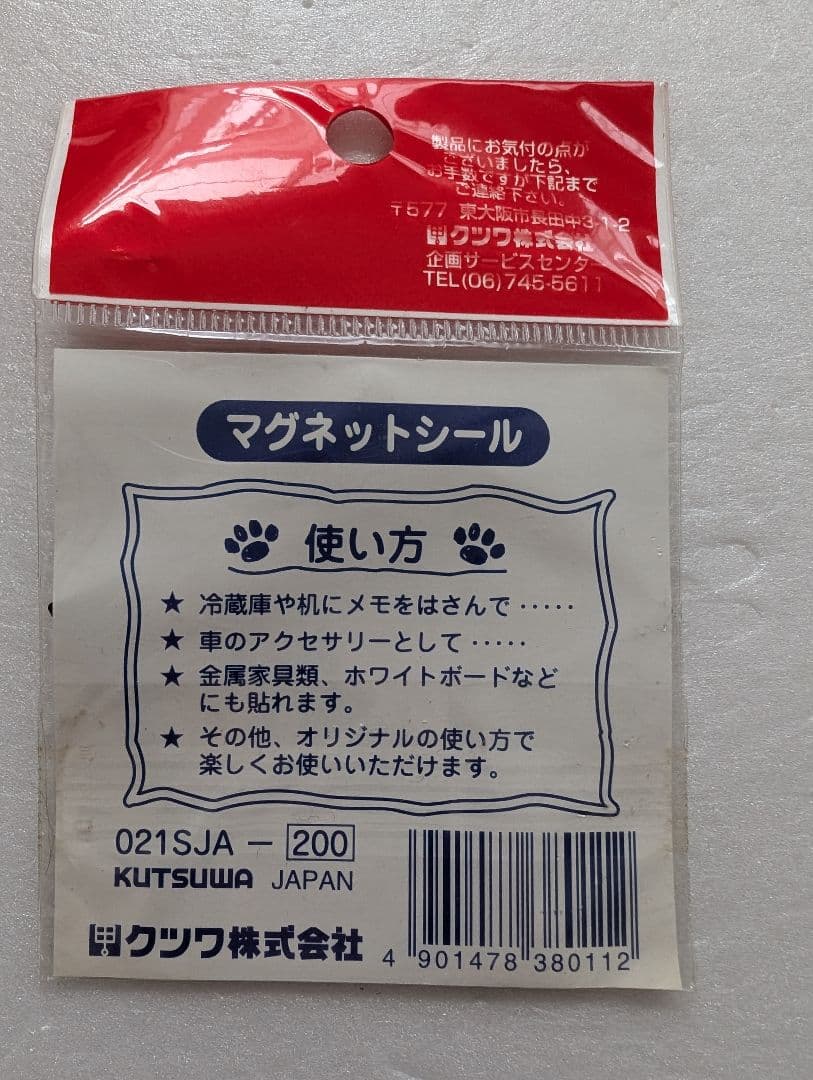 製品にお気付の点が
ございましたら、
お手数ですが下記まで
ご連絡下さい。
〒577 東大阪市長田中3-1-2
クツワ株式会社
企画サービスセンター
TEL(06)745-5611
マグネットシール
使い方
★ 冷蔵庫や机にメモをはさんで‥‥‥
★ 車のアクセサリーとして‥‥‥
★ 金属家具類、ホワイトボードなど
にも貼れます。
★ その他、オリジナルの使い方で
楽しくお使いいただけます。
021SJA － 200
KUTSUWA JAPAN
クツワ株式会社
4 901478 380112